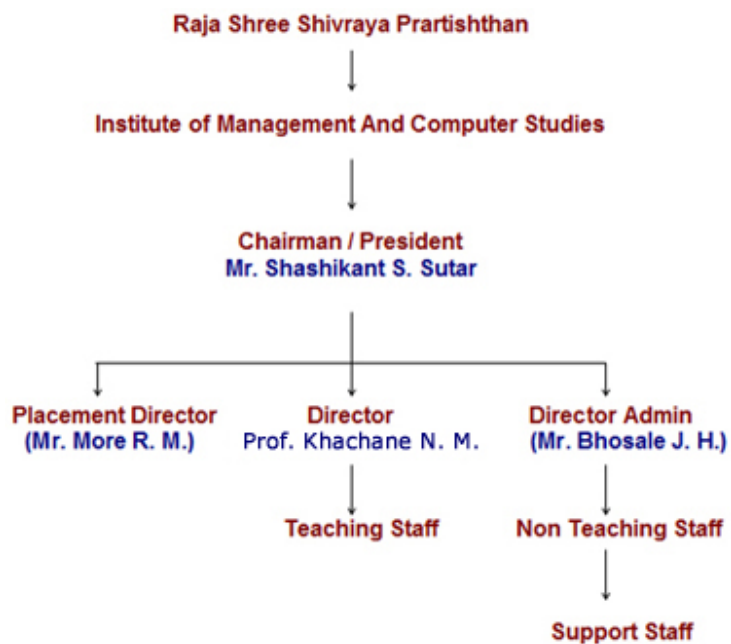 Raja Shree Shivraya Prartishthan
Institute of Management And Computer Studies
Chairman / President
Mr. Shashikant S. Sutar
Placement Director
(Mr. More R. M.)
Director
Prof. Khachane N. M.
Director Admin
(Mr. Bhosale J. H.)
Teaching Staff
Non Teaching Staff
Support Staff